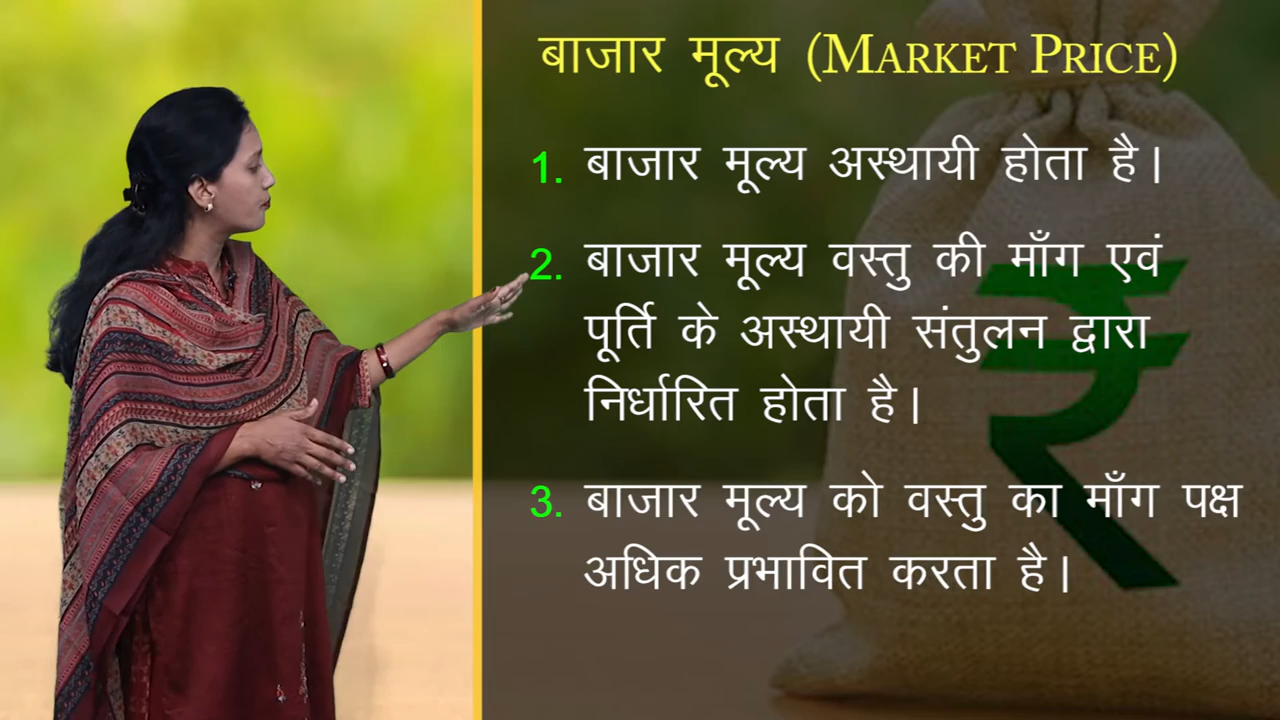 बाजार मूल्य (MARKET PRICE)
1. बाजार मूल्य अस्थायी होता है।
2. बाजार मूल्य वस्तु की माँग एवं
पूर्ति के अस्थायी संतुलन द्वारा
निर्धारित होता है।
3. बाजार मूल्य को वस्तु का माँग पक्ष
अधिक प्रभावित करता है।
₹